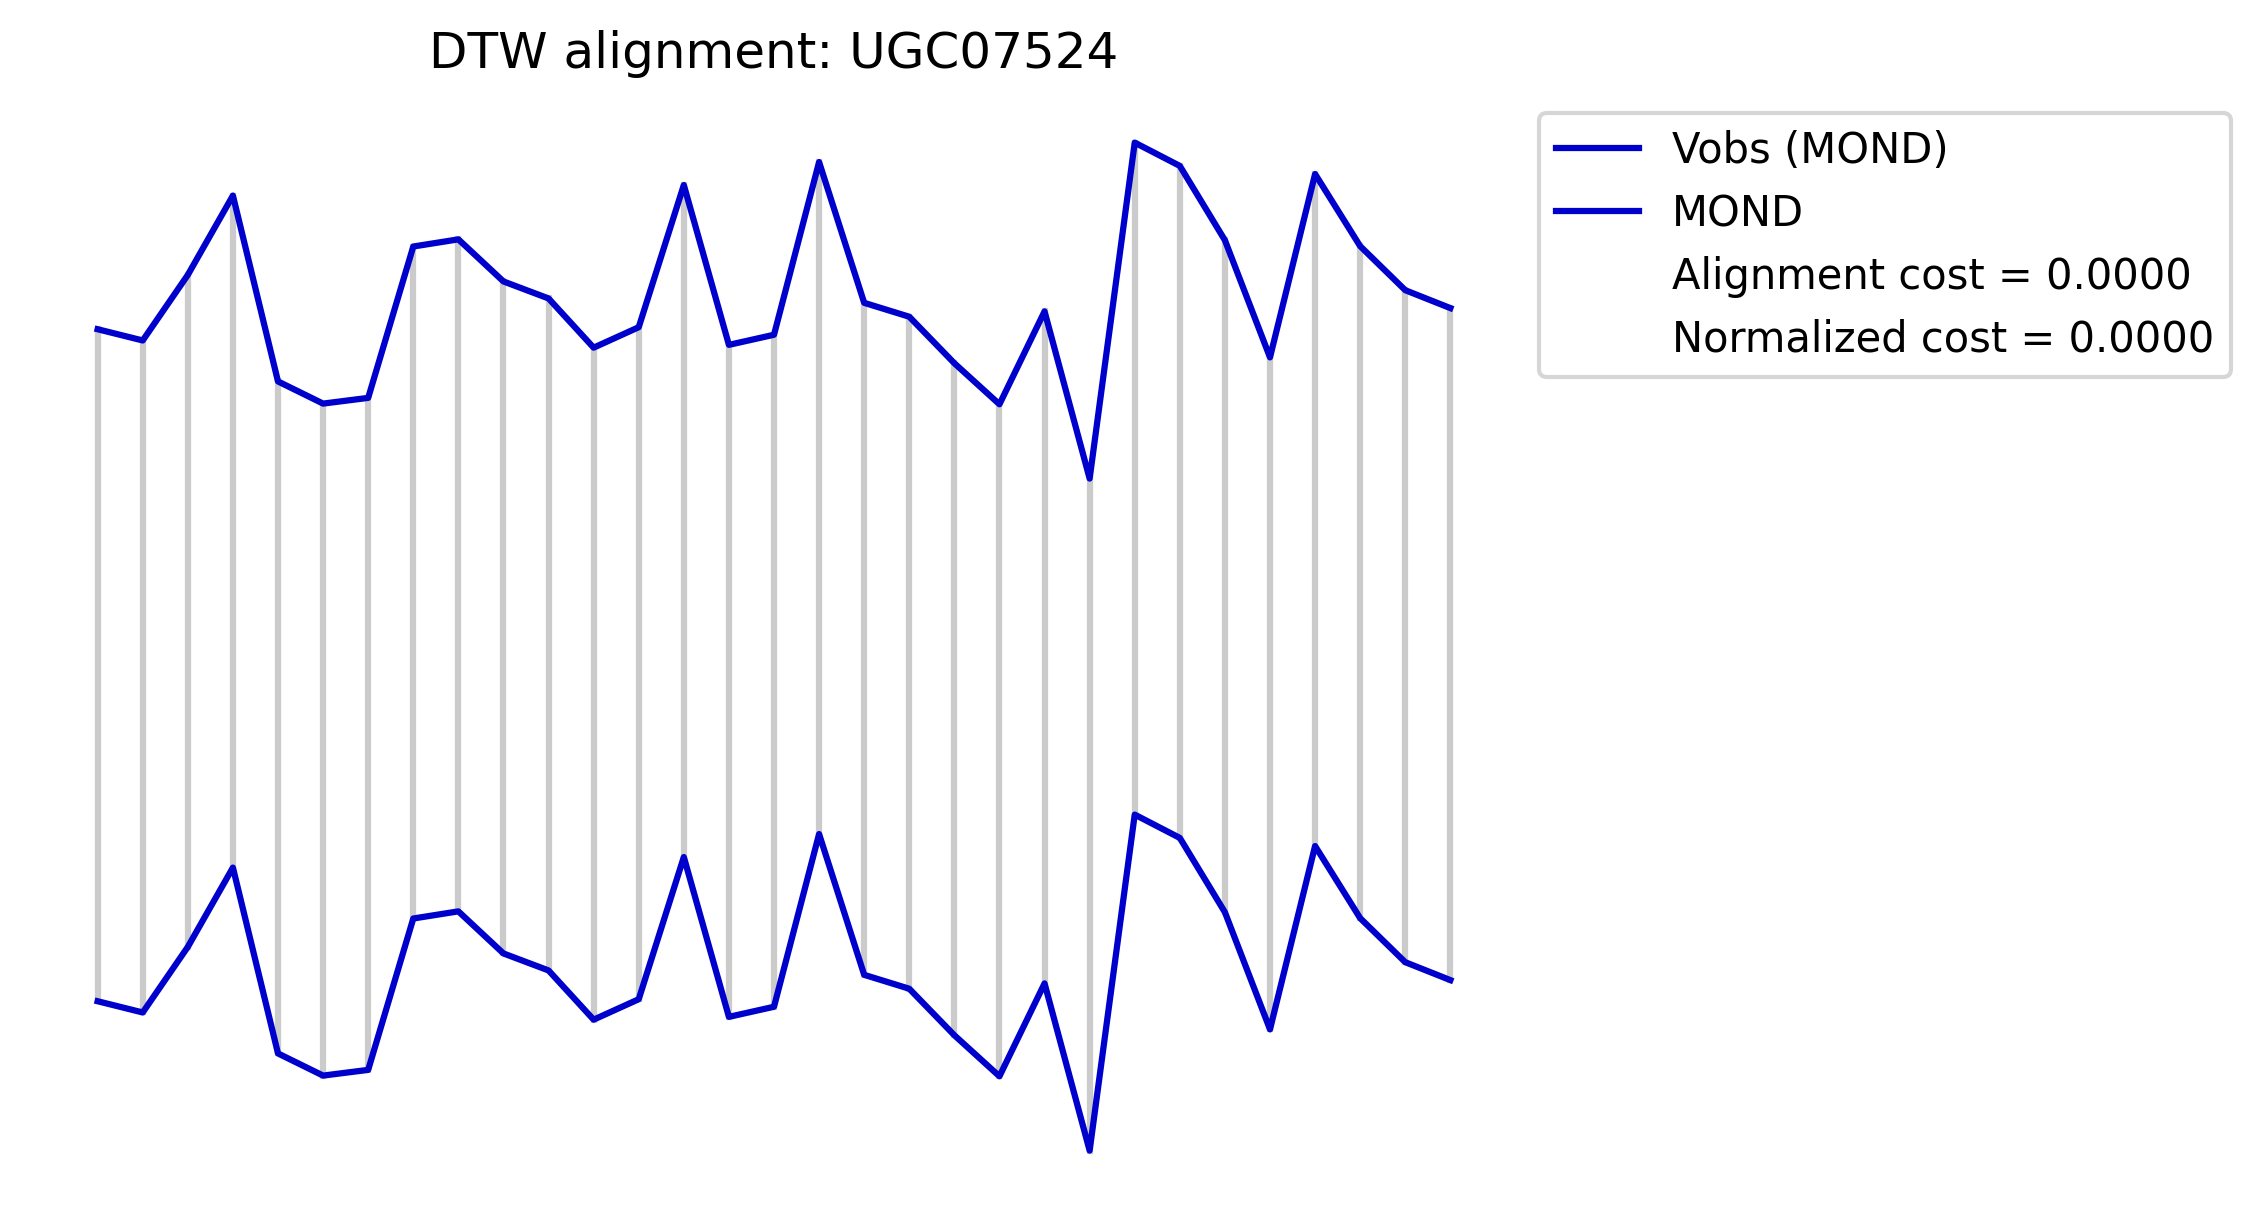 DTW alignment: UGC07524
Vobs (MOND)
MOND
Alignment cost = 0.0000
Normalized cost = 0.0000